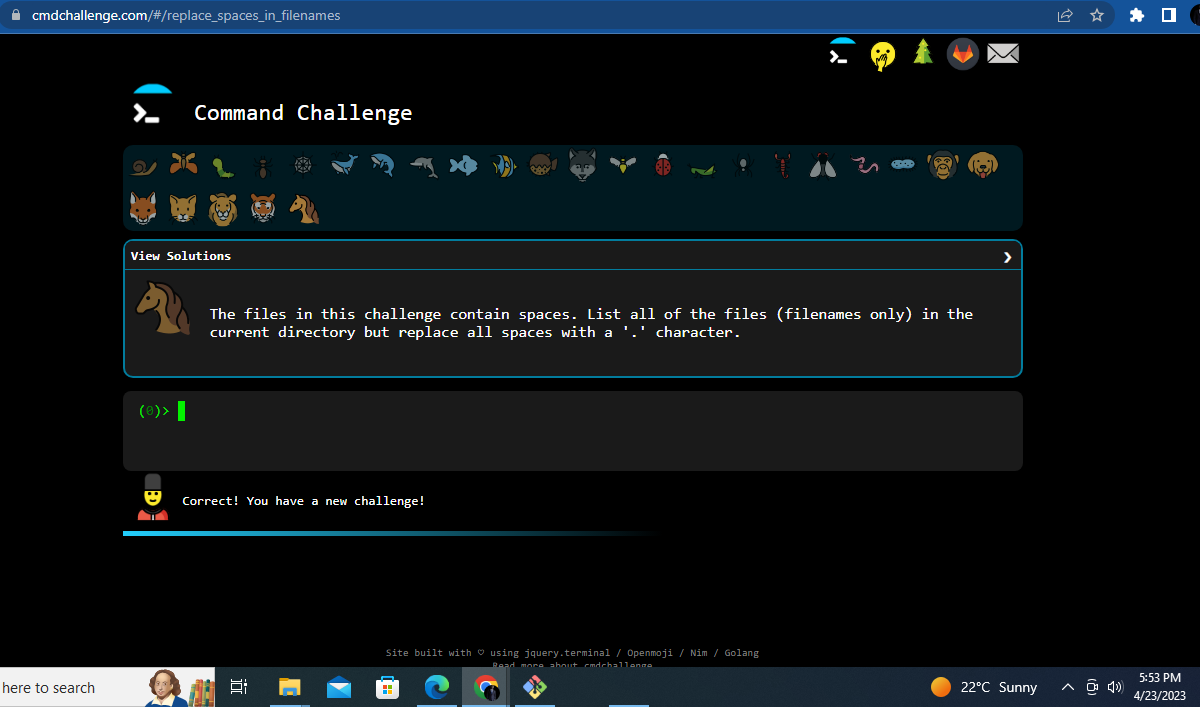 cmdchallenge.com/#/replace_spaces_in_filenames
Command Challenge
View Solutions
The files in this challenge contain spaces. List all of the files (filenames only) in the
current directory but replace all spaces with a '.' character.
(0)>
Correct! You have a new challenge!
Site built with ♡ using jquery.terminal / Openmoji / Nim / Golang
Read more about cmdchallenge
here to search
22°C Sunny
5:53 PM
4/23/2023